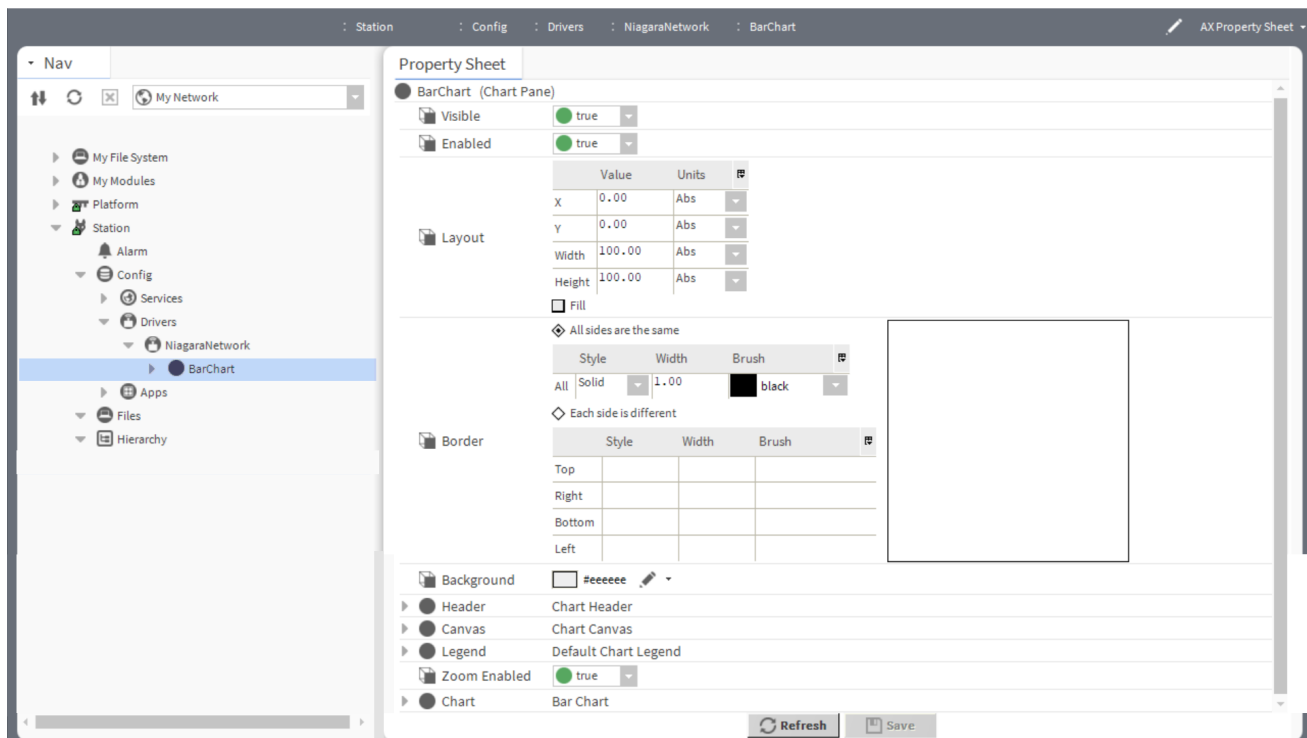 : Station : Config : Drivers : NiagaraNetwork : BarChart AX Property Sheet
Nav
My Network
My File System
My Modules
Platform
Station
Alarm
Config
Services
Drivers
NiagaraNetwork
BarChart
Apps
Files
Hierarchy
Property Sheet
BarChart (Chart Pane)
Visible true
Enabled true
Layout
Value Units
X 0.00 Abs
Y 0.00 Abs
Width 100.00 Abs
Height 100.00 Abs
Fill
Border
All sides are the same
Style Width Brush
All Solid 1.00 black
Each side is different
Style Width Brush
Top
Right
Bottom
Left
Background #eeeeee
Header Chart Header
Canvas Chart Canvas
Legend Default Chart Legend
Zoom Enabled true
Chart Bar Chart
Refresh Save